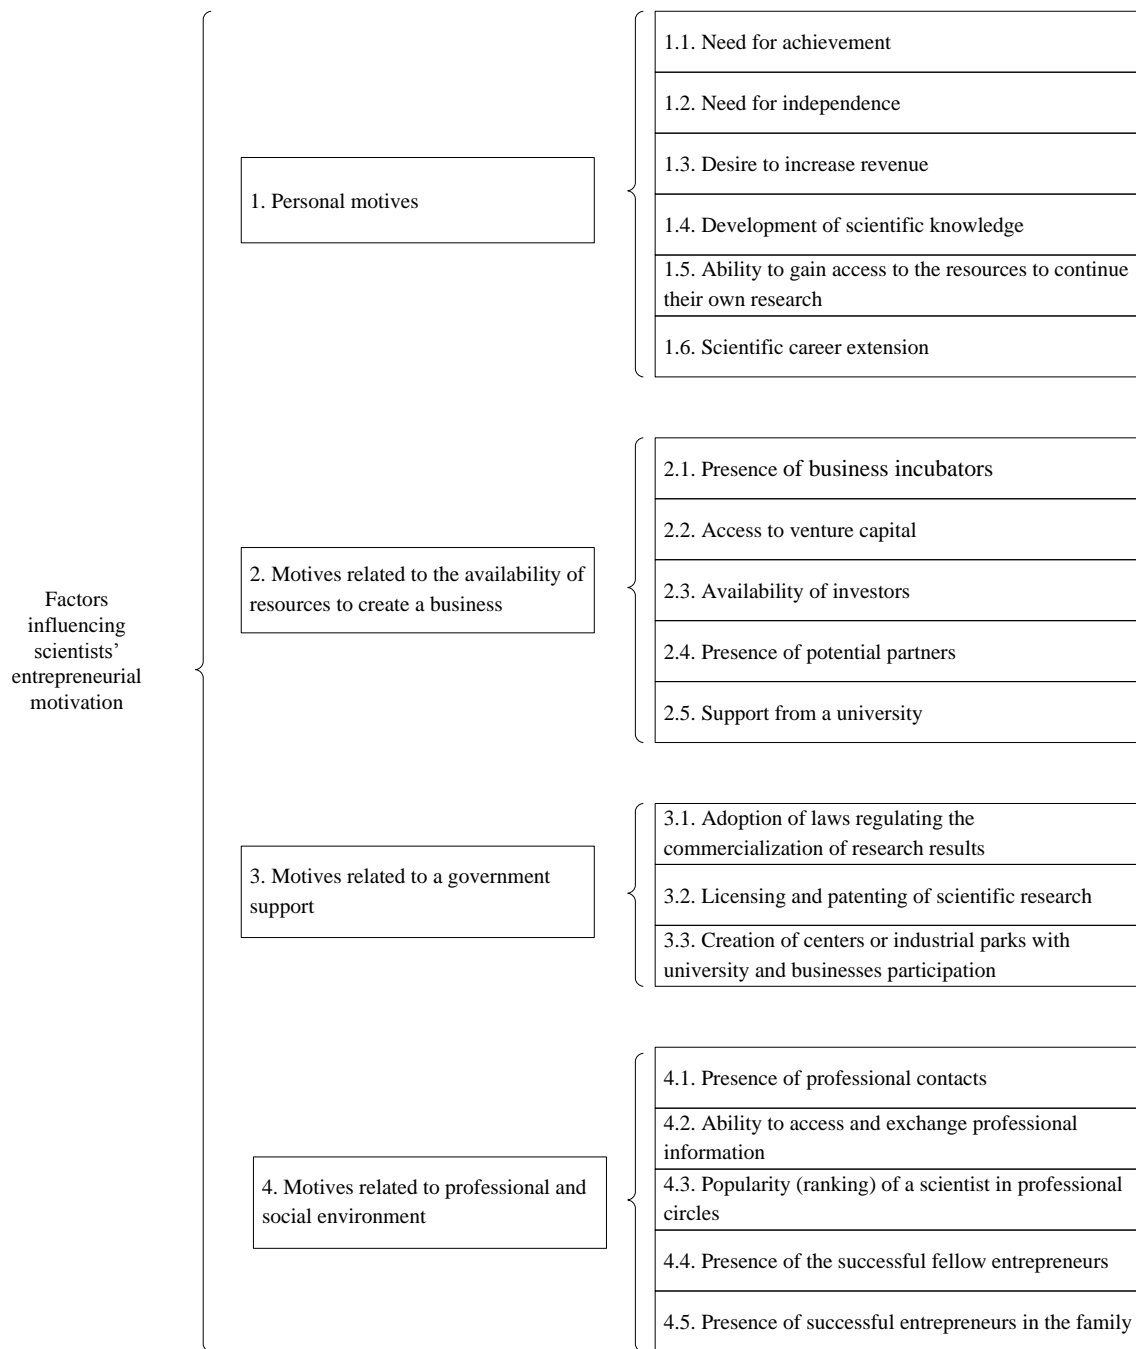 Factors
influencing
scientists’
entrepreneurial
motivation
1. Personal motives
1.1. Need for achievement
1.2. Need for independence
1.3. Desire to increase revenue
1.4. Development of scientific knowledge
1.5. Ability to gain access to the resources to continue
their own research
1.6. Scientific career extension
2. Motives related to the availability of
resources to create a business
2.1. Presence of business incubators
2.2. Access to venture capital
2.3. Availability of investors
2.4. Presence of potential partners
2.5. Support from a university
3. Motives related to a government
support
3.1. Adoption of laws regulating the
commercialization of research results
3.2. Licensing and patenting of scientific research
3.3. Creation of centers or industrial parks with
university and businesses participation
4. Motives related to professional and
social environment
4.1. Presence of professional contacts
4.2. Ability to access and exchange professional
information
4.3. Popularity (ranking) of a scientist in professional
circles
4.4. Presence of the successful fellow entrepreneurs
4.5. Presence of successful entrepreneurs in the family